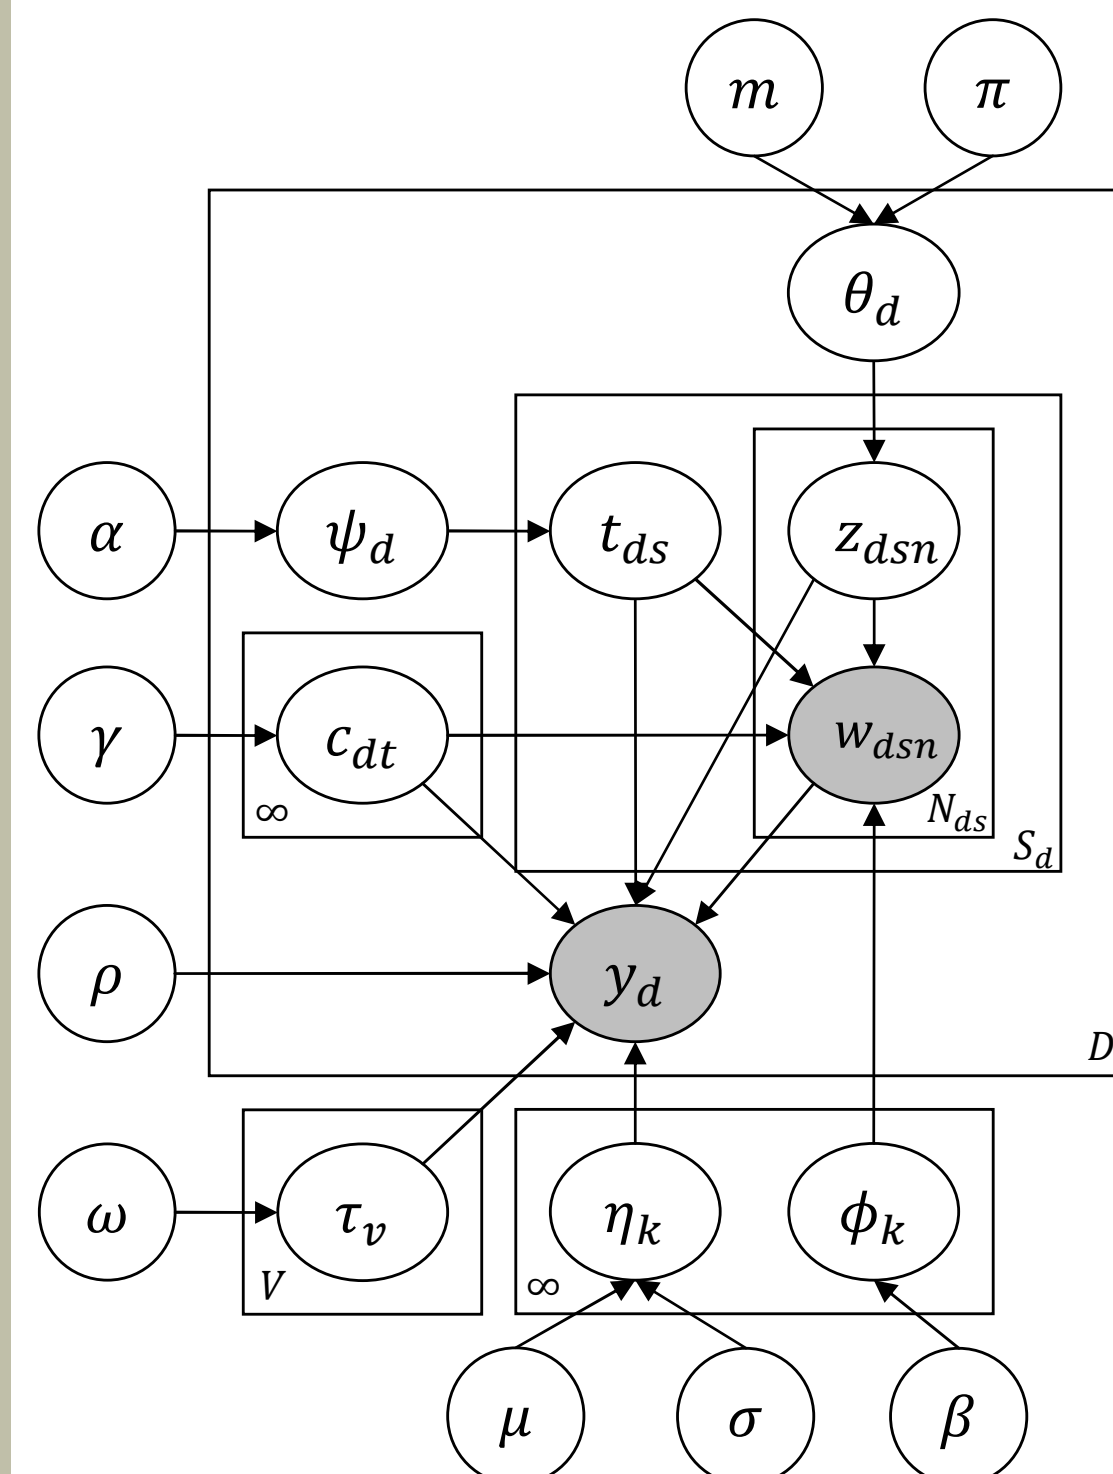 m π
θ_d
α ψ_d t_ds z_dsn
γ c_dt w_dsn
∞ N_ds
S_d
ρ y_d
D
ω τ_v η_k ϕ_k
V ∞
μ σ β